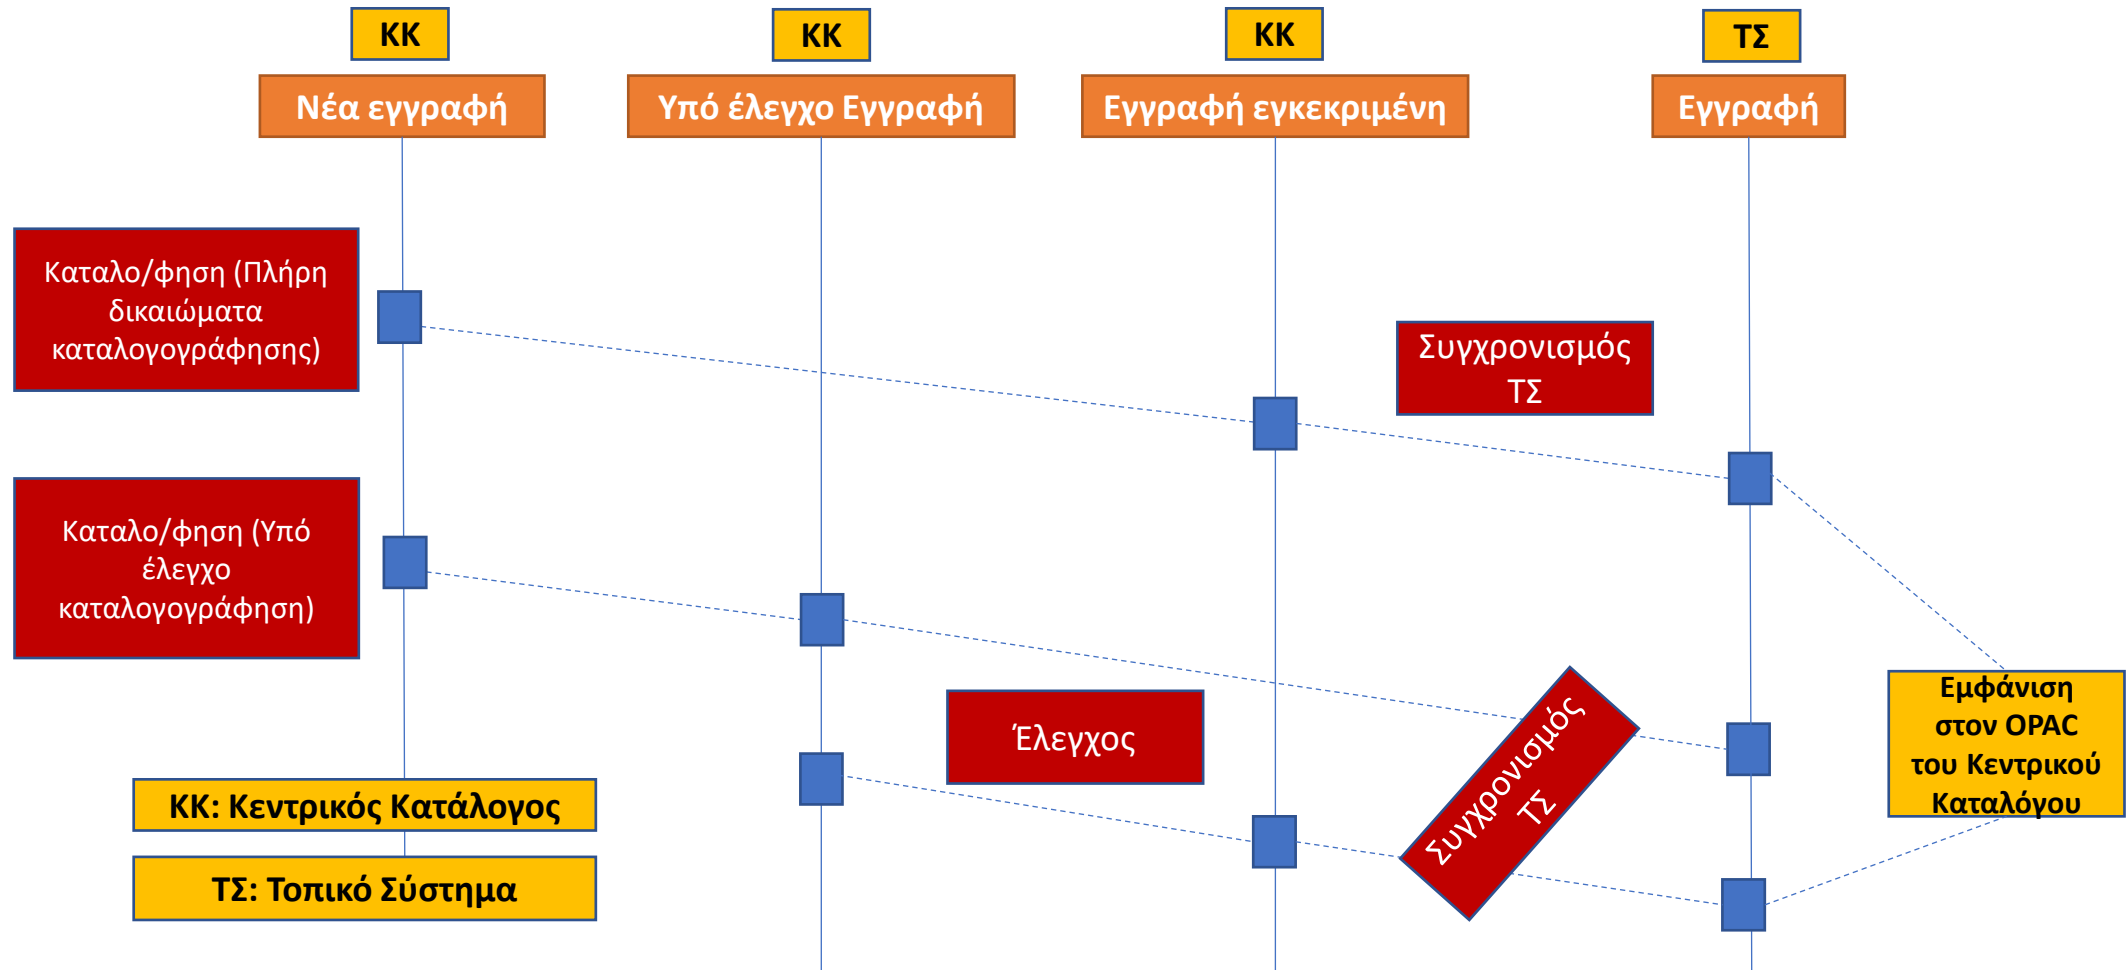 ΚΚ
ΚΚ
ΚΚ
ΤΣ
Νέα εγγραφή
Υπό έλεγχο Εγγραφή
Εγγραφή εγκεκριμένη
Εγγραφή
Καταλο/φηση (Πλήρη
δικαιώματα
καταλογογράφησης)
Συγχρονισμός
ΤΣ
Καταλο/φηση (Υπό
έλεγχο
καταλογογράφηση)
Έλεγχος
Συγχρονισμός
ΤΣ
Εμφάνιση
στον OPAC
του Κεντρικού
Καταλόγου
ΚΚ: Κεντρικός Κατάλογος
ΤΣ: Τοπικό Σύστημα